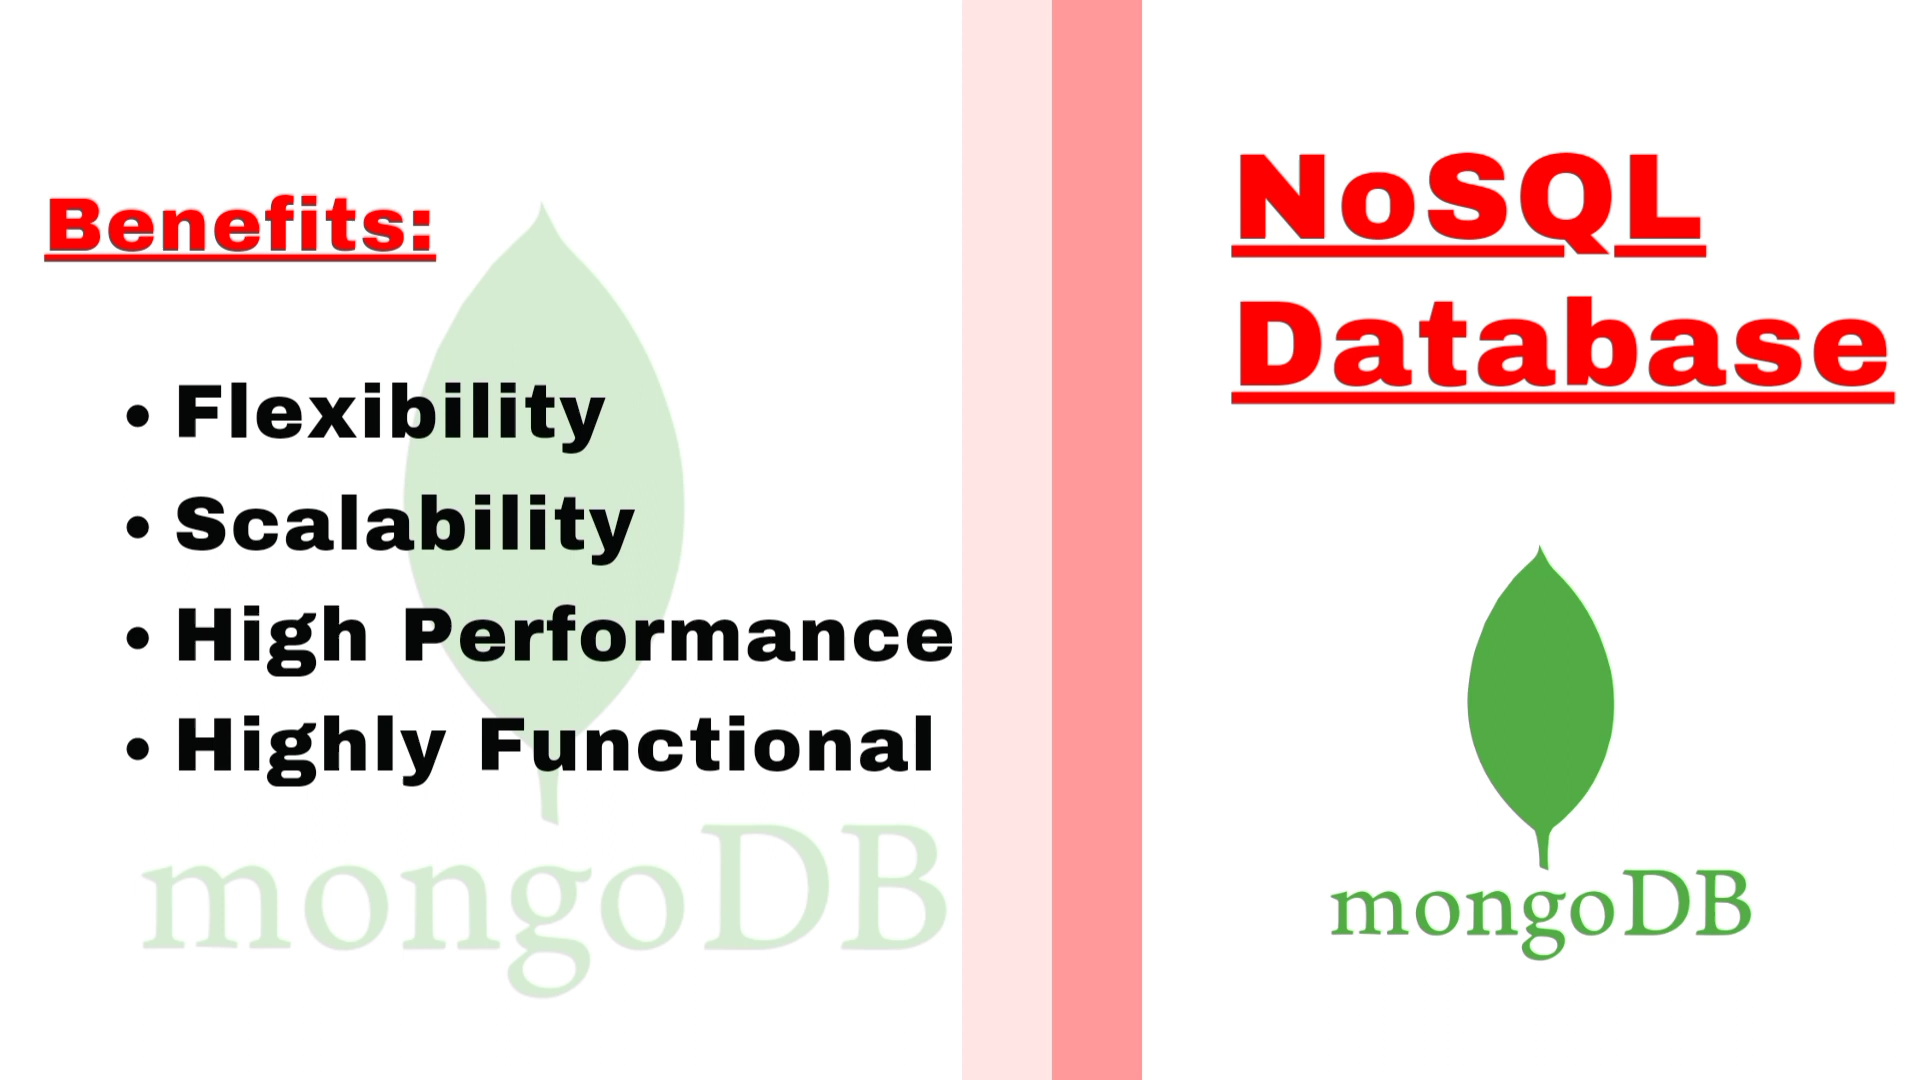 Benefits:
• Flexibility
• Scalability
• High Performance
• Highly Functional
mongoDB
NoSQL
Database
mongoDB